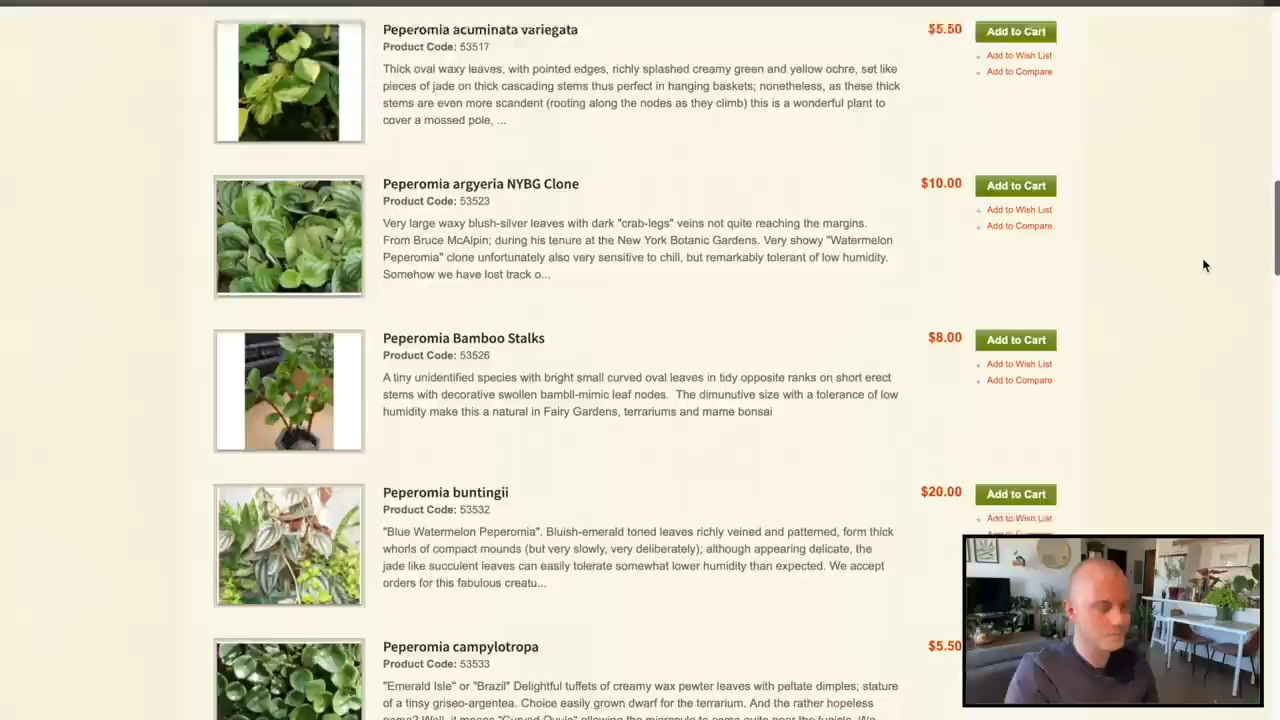 Peperomia acuminata variegata
$5.50
Add to Cart
Product Code: 53517
Add to Wish List
Add to Compare
Thick oval waxy leaves, with pointed edges, richly splashed creamy green and yellow ochre, set like
pieces of jade on thick cascading stems thus perfect in hanging baskets; nonetheless, as these thick
stems are even more scandent (rooting along the nodes as they climb) this is a wonderful plant to
cover a mossed pole, ...
Peperomia argyeria NYBG Clone
$10.00
Add to Cart
Product Code: 53523
Add to Wish List
Add to Compare
Very large waxy blush-silver leaves with dark "crab-legs" veins not quite reaching the margins.
From Bruce McAlpin; during his tenure at the New York Botanic Gardens. Very showy "Watermelon
Peperomia" clone unfortunately also very sensitive to chill, but remarkably tolerant of low humidity.
Somehow we have lost track o...
Peperomia Bamboo Stalks
$8.00
Add to Cart
Product Code: 53526
Add to Wish List
Add to Compare
A tiny unidentified species with bright small curved oval leaves in tidy opposite ranks on short erect
stems with decorative swollen bambll-mimic leaf nodes. The dimunutive size with a tolerance of low
humidity make this a natural in Fairy Gardens, terrariums and mame bonsai
Peperomia buntingii
$20.00
Add to Cart
Product Code: 53532
Add to Wish List
"Blue Watermelon Peperomia". Bluish-emerald toned leaves richly veined and patterned, form thick
whorls of compact mounds (but very slowly, very deliberately); although appearing delicate, the
jade like succulent leaves can easily tolerate somewhat lower humidity than expected. We accept
orders for this fabulous creatu...
Peperomia campylotropa
$5.50
Product Code: 53533
"Emerald Isle" or "Brazil" Delightful tuffets of creamy wax pewter leaves with peltate dimples; stature
of a tinsy griseo-argentea. Choice easily grown dwarf for the terrarium. And the rather hopeless